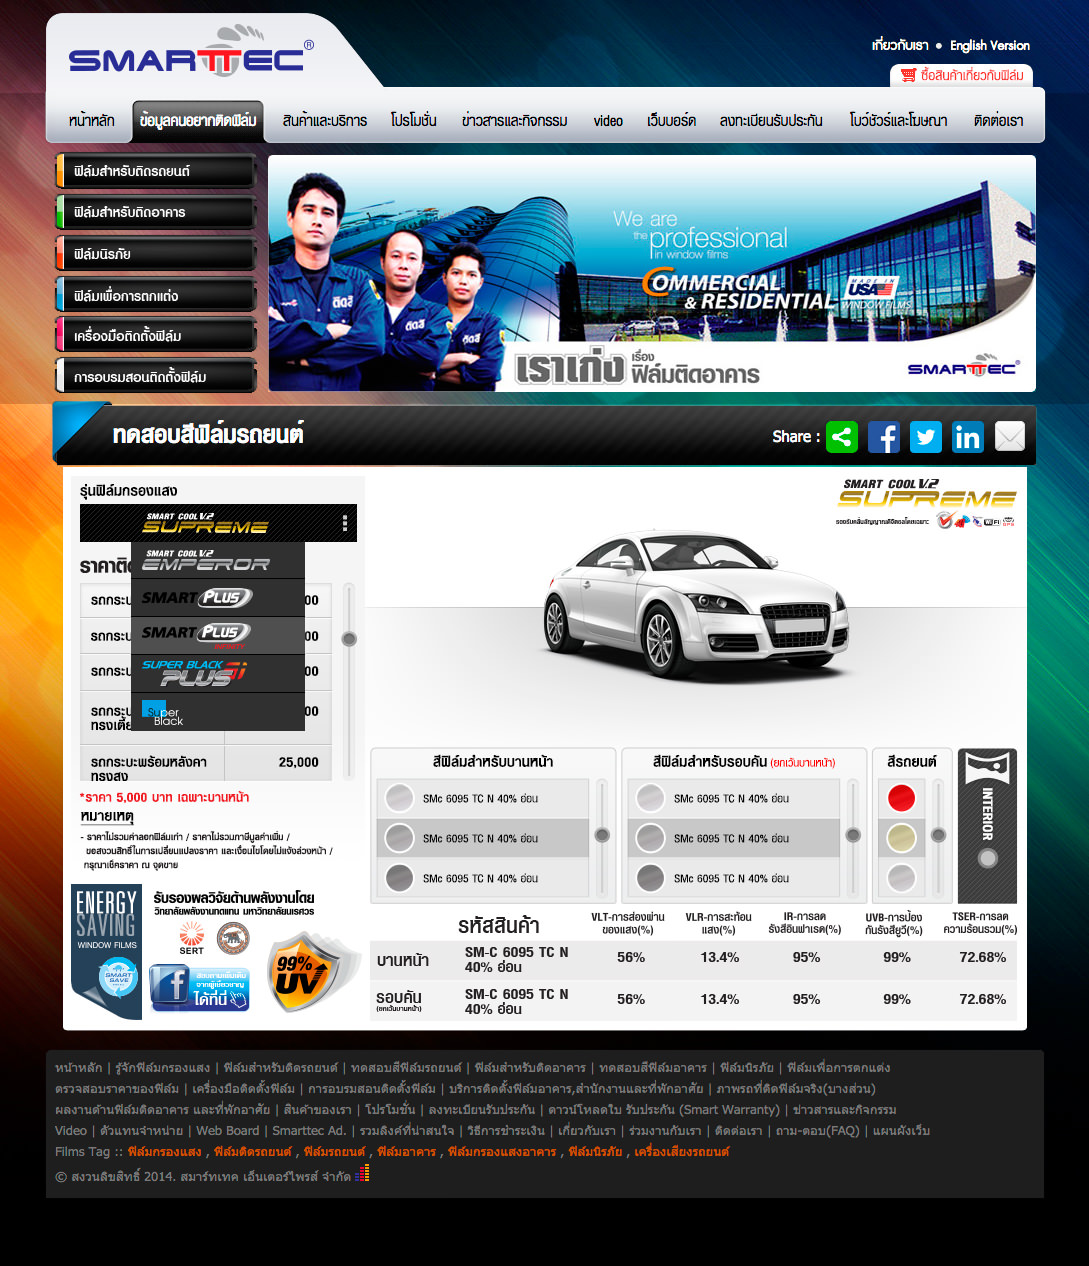 SMARTTEC®
เกี่ยวกับเรา ● English Version
ซื้อสินค้าเกี่ยวกับฟิล์ม
หน้าหลัก ข้อมูลคนอยากติดฟิล์ม สินค้าและบริการ โปรโมชั่น ข่าวสารและกิจกรรม video เว็บบอร์ด ลงทะเบียนรับประกัน โบว์ชัวร์และโฆษณา ติดต่อเรา
ฟิล์มสำหรับติดรถยนต์
ฟิล์มสำหรับติดอาคาร
ฟิล์มนิรภัย
ฟิล์มเพื่อการตกแต่ง
เครื่องมือติดตั้งฟิล์ม
การอบรมสอนติดตั้งฟิล์ม
We are
the professional
in window films
COMMERCIAL
& RESIDENTIAL
MADE IN
USA
WINDOW FILMS
เราเก่ง เรื่อง
ฟิล์มติดอาคาร
SMARTTEC
ทดสอบสีฟิล์มรถยนต์
Share :
รุ่นฟิล์มกรองแสง
SMART COOL V.2
SUPREME
SMART COOL V.2
EMPEROR
SMART PLUS
SMART PLUS
SUPER BLACK
PLUS
Super
Black
ราคาติด
รถกระบ 00
รถกระบ 00
รถกระบ 00
รถกระบ 00
ทรงเตี้ย
รถกระบะพร้อมหลังคา 25,000
ทรงสูง
*ราคา 5,000 บาท เฉพาะบานหน้า
หมายเหตุ
- ราคาไม่รวมค่าลอกฟิล์มเก่า / ราคาไม่รวมภาษีมูลค่าเพิ่ม /
ขอสงวนสิทธิ์ในการเปลี่ยนแปลงราคา และเงื่อนไขโดยไม่แจ้งล่วงหน้า /
กรุณาเช็คราคา ณ จุดขาย
SMART COOL V.2
SUPREME
รองรับคลื่นสัญญาณดิจิตอลโดยเฉพาะ
สีฟิล์มสำหรับบานหน้า
SMc 6095 TC N 40% อ่อน
SMc 6095 TC N 40% อ่อน
SMc 6095 TC N 40% อ่อน
สีฟิล์มสำหรับรอบคัน (ยกเว้นบานหน้า)
SMc 6095 TC N 40% อ่อน
SMc 6095 TC N 40% อ่อน
SMc 6095 TC N 40% อ่อน
สีรถยนต์
INTERIOR
ENERGY
SAVING
WINDOW FILMS
SMART
SAVE
รับรองผลวิจัยด้านพลังงานโดย
วิทยาลัยพลังงานทดแทน มหาวิทยาลัยนเรศวร
SERT
สอบถามเพิ่มเติม
จากผู้เชี่ยวชาญ
ได้ที่นี่
99%
UV
รหัสสินค้า VLT-การส่องผ่านของแสง(%) VLR-การสะท้อนแสง(%) IR-การลดรังสีอินฟาเรด(%) UVB-การป้องกันรังสียูวี(%) TSER-การลดความร้อนรวม(%)
บานหน้า SM-C 6095 TC N 40% อ่อน 56% 13.4% 95% 99% 72.68%
รอบคัน (ยกเว้นบานหน้า) SM-C 6095 TC N 40% อ่อน 56% 13.4% 95% 99% 72.68%
หน้าหลัก | รู้จักฟิล์มกรองแสง | ฟิล์มสำหรับติดรถยนต์ | ทดสอบสีฟิล์มรถยนต์ | ฟิล์มสำหรับติดอาคาร | ทดสอบสีฟิล์มอาคาร | ฟิล์มนิรภัย | ฟิล์มเพื่อการตกแต่ง
ตรวจสอบราคาของฟิล์ม | เครื่องมือติดตั้งฟิล์ม | การอบรมสอนติดตั้งฟิล์ม | บริการติดตั้งฟิล์มอาคาร,สำนักงานและที่พักอาศัย | ภาพรถที่ติดฟิล์มจริง(บางส่วน)
ผลงานด้านฟิล์มติดอาคาร และที่พักอาศัย | สินค้าของเรา | โปรโมชั่น | ลงทะเบียนรับประกัน | ดาวน์โหลดใบ รับประกัน (Smart Warranty) | ข่าวสารและกิจกรรม
Video | ตัวแทนจำหน่าย | Web Board | Smarttec Ad. | รวมลิงค์ที่น่าสนใจ | วิธีการชำระเงิน | เกี่ยวกับเรา | ร่วมงานกับเรา | ติดต่อเรา | ถาม-ตอบ(FAQ) | แผนผังเว็บ
Films Tag :: ฟิล์มกรองแสง , ฟิล์มติดรถยนต์ , ฟิล์มรถยนต์ , ฟิล์มอาคาร , ฟิล์มกรองแสงอาคาร , ฟิล์มนิรภัย , เครื่องเสียงรถยนต์
© สงวนลิขสิทธิ์ 2014. สมาร์ทเทค เอ็นเตอร์ไพรส์ จำกัด